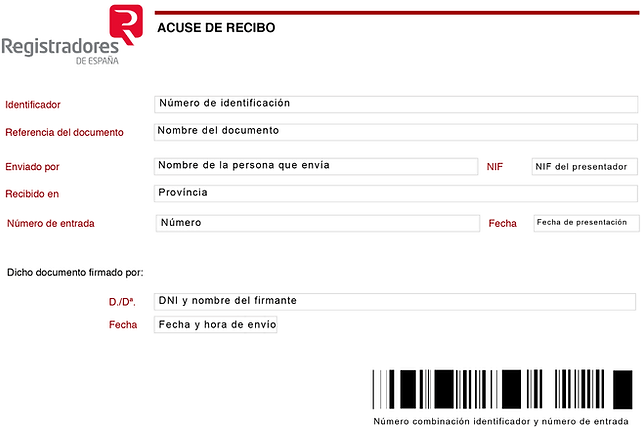 Registradores
DE ESPAÑA
ACUSE DE RECIBO
Identificador Número de identificación
Referencia del documento Nombre del documento
Enviado por Nombre de la persona que envía NIF NIF del presentador
Recibido en Província
Número de entrada Número Fecha Fecha de presentación
Dicho documento firmado por:
D./Dª. DNI y nombre del firmante
Fecha Fecha y hora de envío
Número combinación identificador y número de entrada